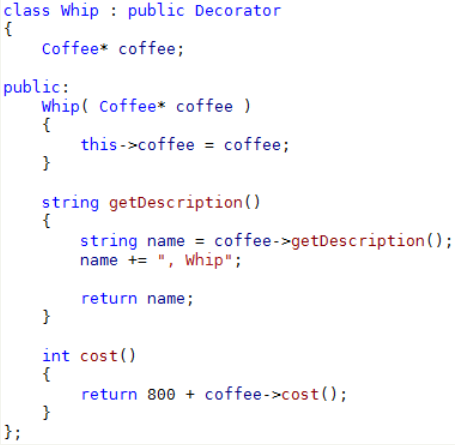 class Whip : public Decorator
{
    Coffee* coffee;

public:
    Whip( Coffee* coffee )
    {
        this->coffee = coffee;
    }

    string getDescription()
    {
        string name = coffee->getDescription();
        name += ", Whip";

        return name;
    }

    int cost()
    {
        return 800 + coffee->cost();
    }
};